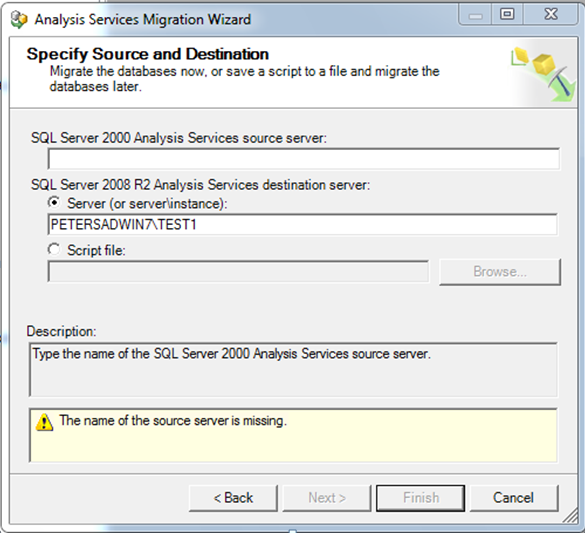 Analysis Services Migration Wizard
Specify Source and Destination
Migrate the databases now, or save a script to a file and migrate the
databases later.
SQL Server 2000 Analysis Services source server:
SQL Server 2008 R2 Analysis Services destination server:
Server (or server\instance):
PETERSADWIN7\TEST1
Script file:
Browse...
Description:
Type the name of the SQL Server 2000 Analysis Services source server.
The name of the source server is missing.
< Back Next > Finish Cancel